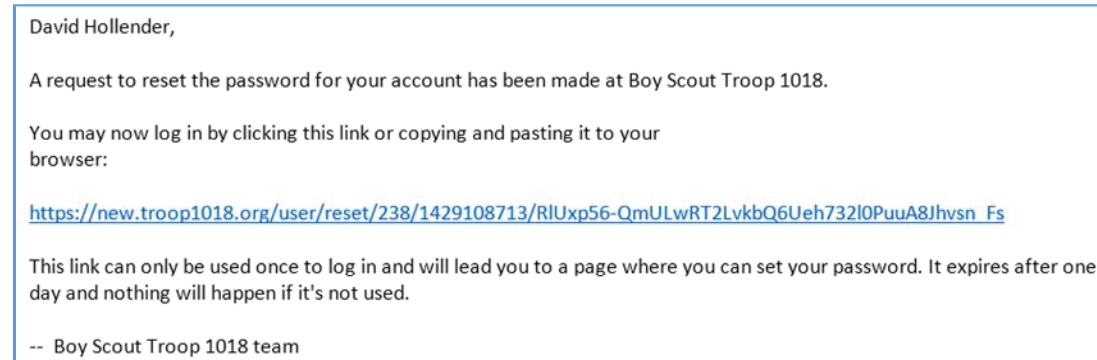 David Hollender,
A request to reset the password for your account has been made at Boy Scout Troop 1018.
You may now log in by clicking this link or copying and pasting it to your
browser:
https://new.troop1018.org/user/reset/238/1429108713/RlUxp56-QmULwRT2LvkbQ6Ueh732l0PuuA8Jhvsn_Fs
This link can only be used once to log in and will lead you to a page where you can set your password. It expires after one
day and nothing will happen if it's not used.
-- Boy Scout Troop 1018 team